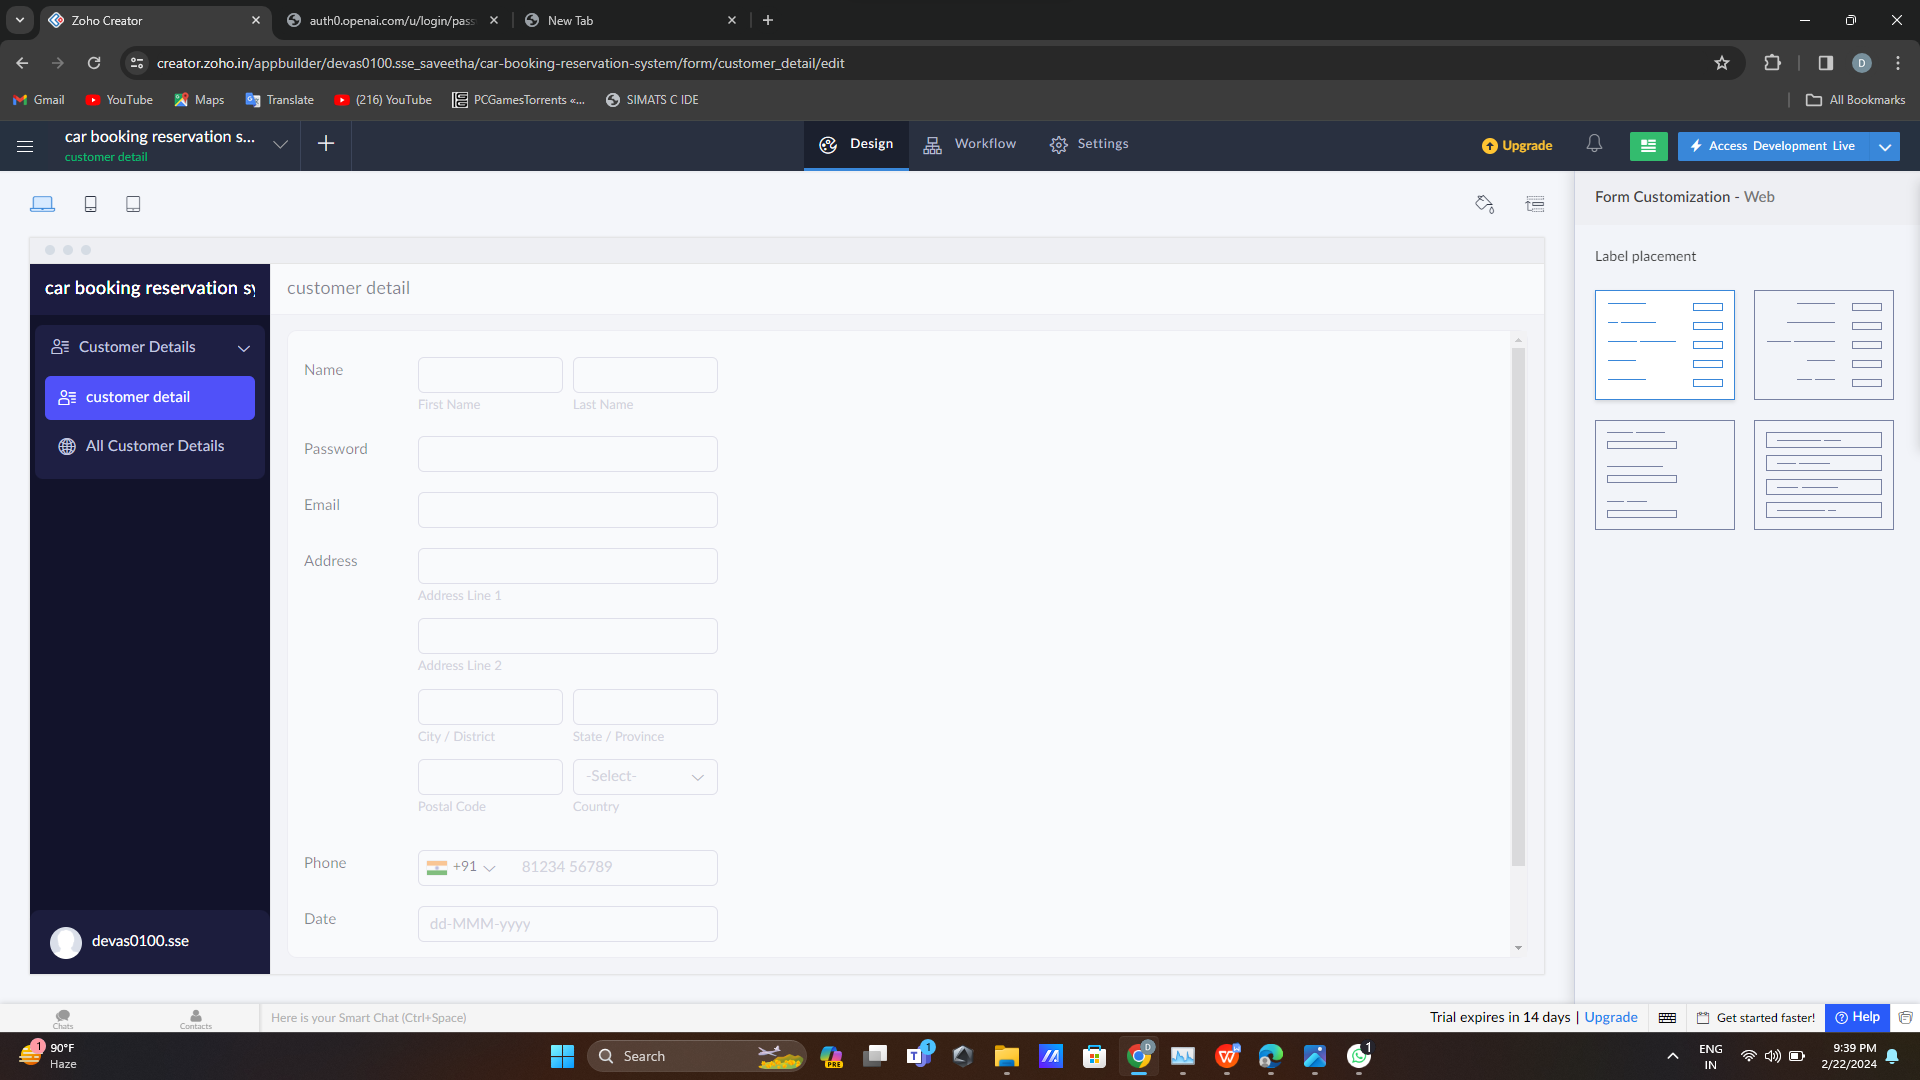 Zoho Creator
auth0.openai.com/u/login/pass
New Tab
creator.zoho.in/appbuilder/devas0100.sse_saveetha/car-booking-reservation-system/form/customer_detail/edit
D
Gmail
YouTube
Maps
Translate
(216) YouTube
PCGamesTorrents «...
SIMATS C IDE
All Bookmarks
car booking reservation s...
customer detail
Design
Workflow
Settings
Upgrade
Access Development Live
Form Customization - Web
Label placement
car booking reservation sy
customer detail
Customer Details
customer detail
All Customer Details
Name
First Name
Last Name
Password
Email
Address
Address Line 1
Address Line 2
City / District
State / Province
-Select-
Postal Code
Country
Phone
+91
81234 56789
Date
dd-MMM-yyyy
devas0100.sse
Chats
Contacts
Here is your Smart Chat (Ctrl+Space)
Trial expires in 14 days | Upgrade
Get started faster!
Help
1
90°F
Haze
Search
PRE
T
1
D
W
1
ENG
IN
9:39 PM
2/22/2024